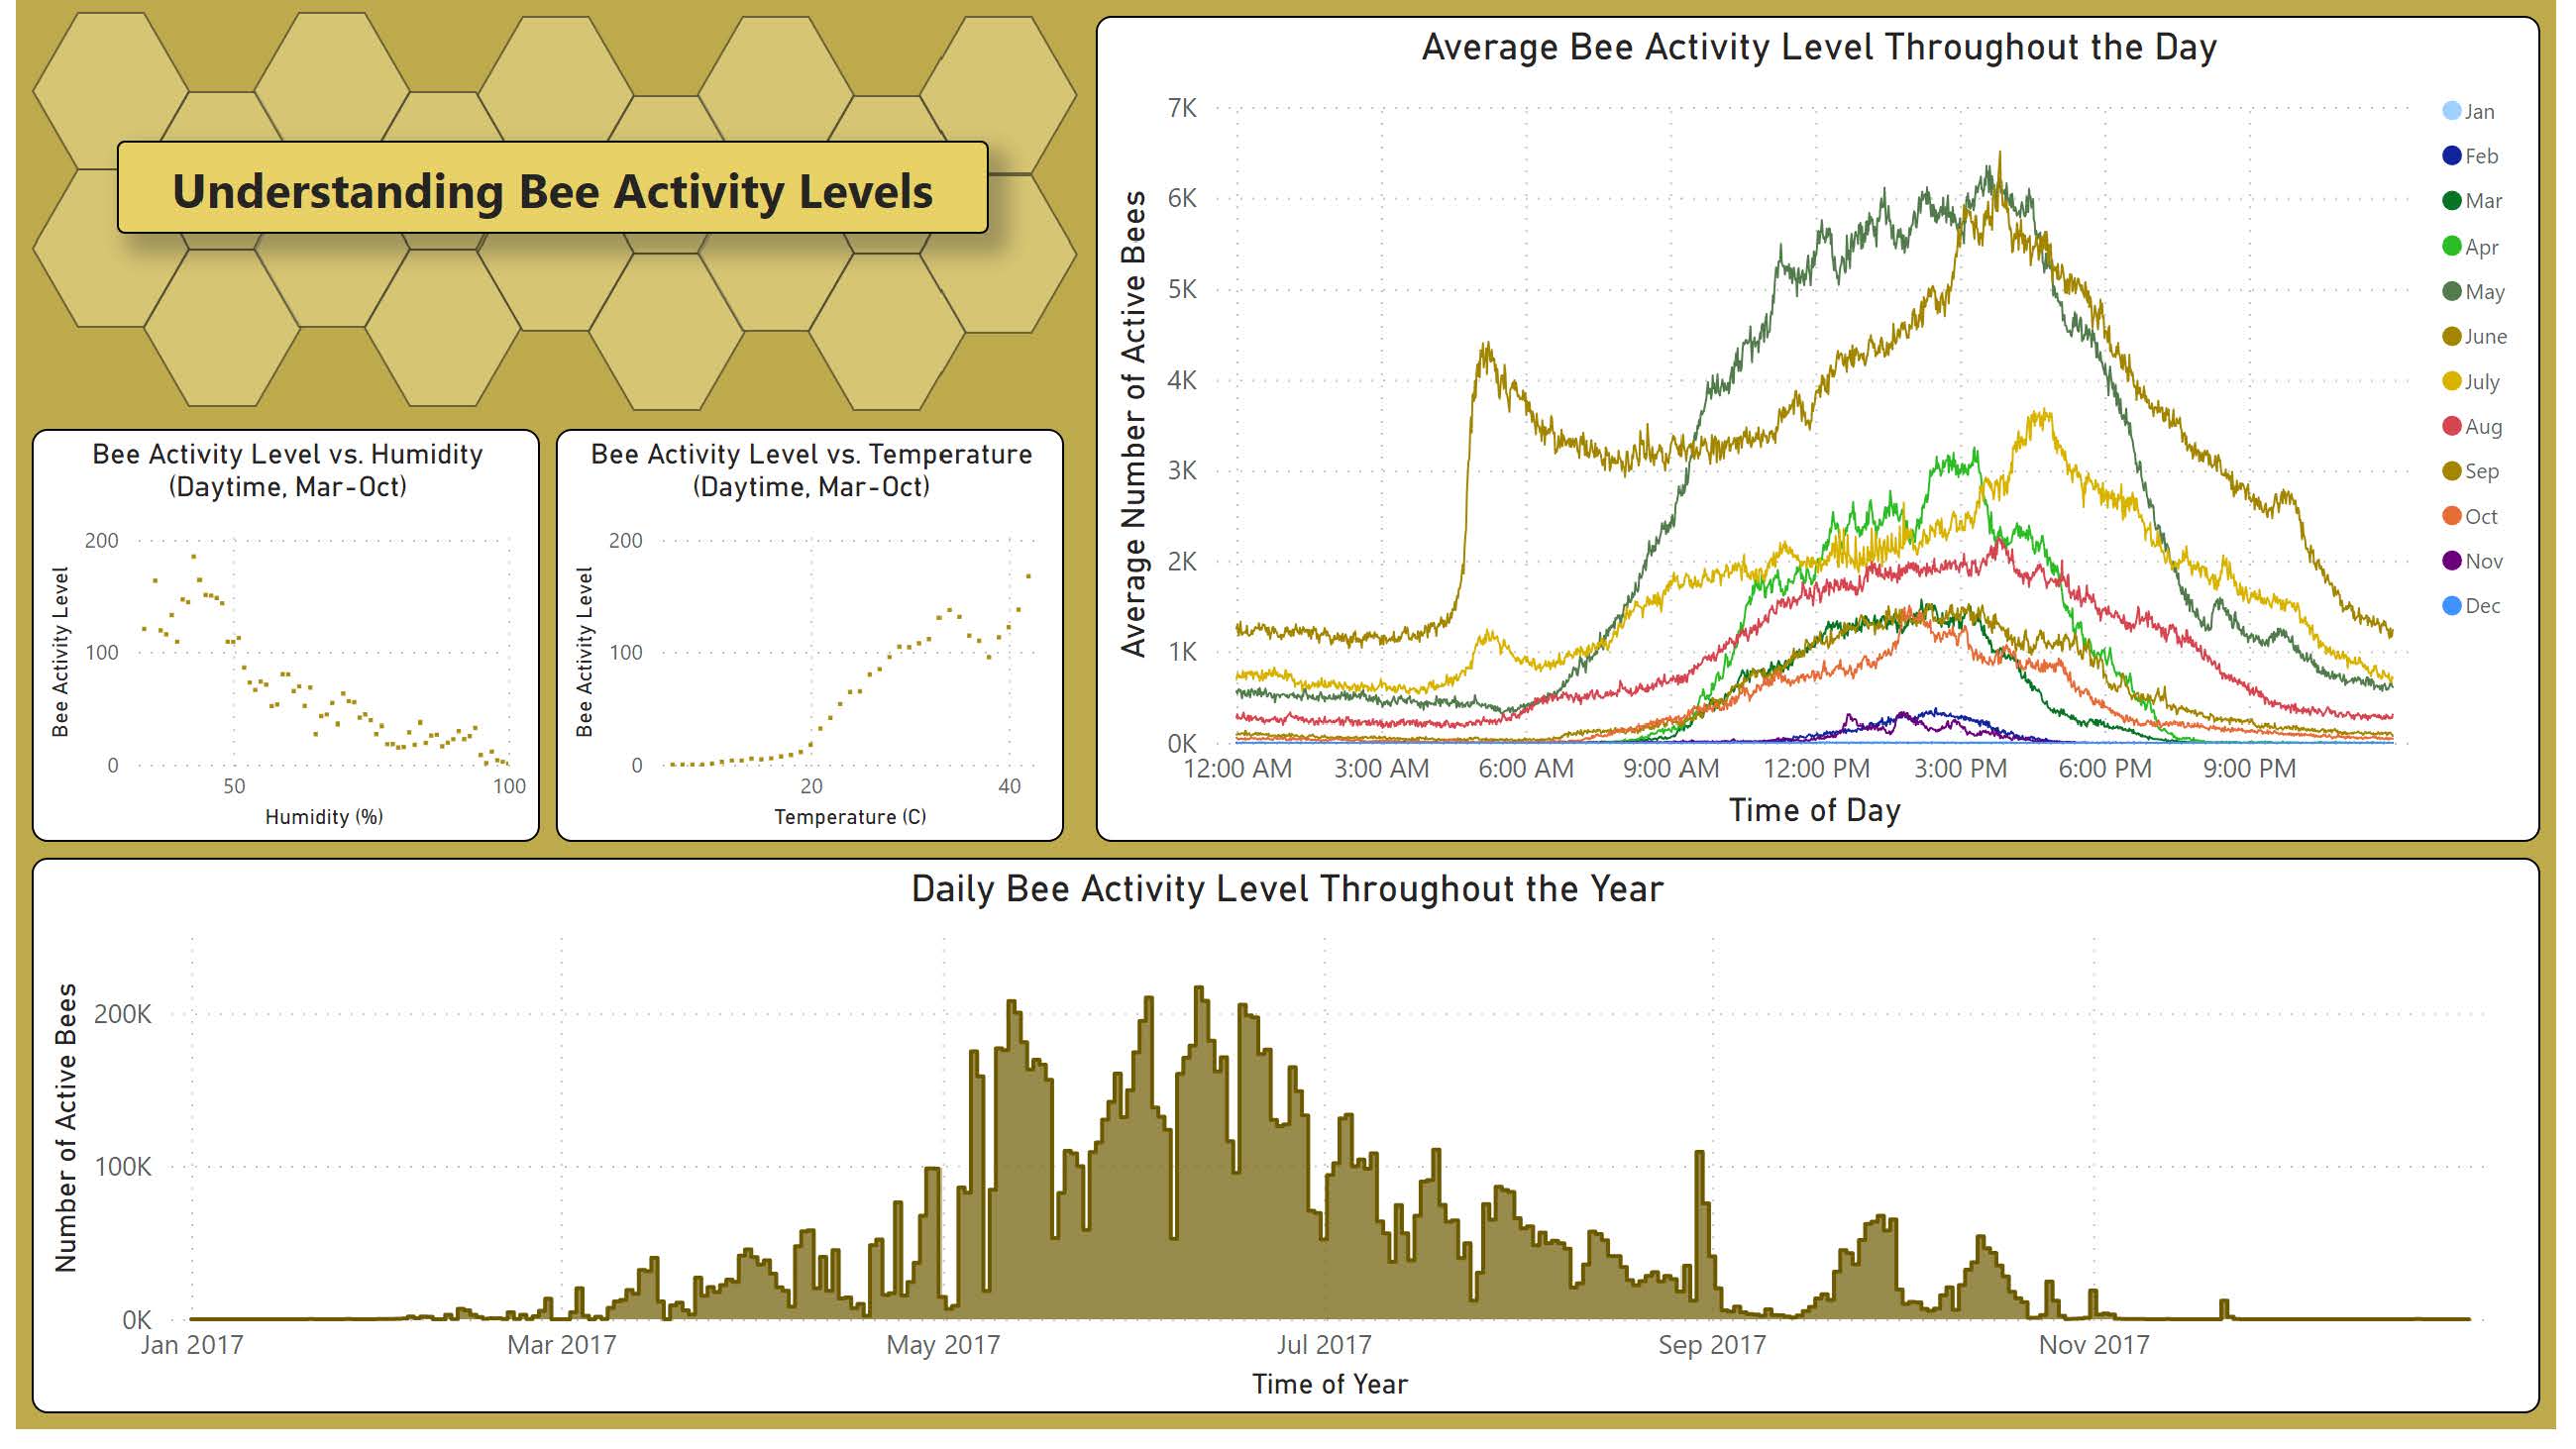 Understanding Bee Activity Levels
Bee Activity Level vs. Humidity
(Daytime, Mar-Oct)
Bee Activity Level
200
100
0
50
100
Humidity (%)
Bee Activity Level vs. Temperature
(Daytime, Mar-Oct)
Bee Activity Level
200
100
0
20
40
Temperature (C)
Average Bee Activity Level Throughout the Day
Average Number of Active Bees
7K
6K
5K
4K
3K
2K
1K
0K
12:00 AM
3:00 AM
6:00 AM
9:00 AM
12:00 PM
3:00 PM
6:00 PM
9:00 PM
Time of Day
Jan
Feb
Mar
Apr
May
June
July
Aug
Sep
Oct
Nov
Dec
Daily Bee Activity Level Throughout the Year
Number of Active Bees
200K
100K
0K
Jan 2017
Mar 2017
May 2017
Jul 2017
Sep 2017
Nov 2017
Time of Year